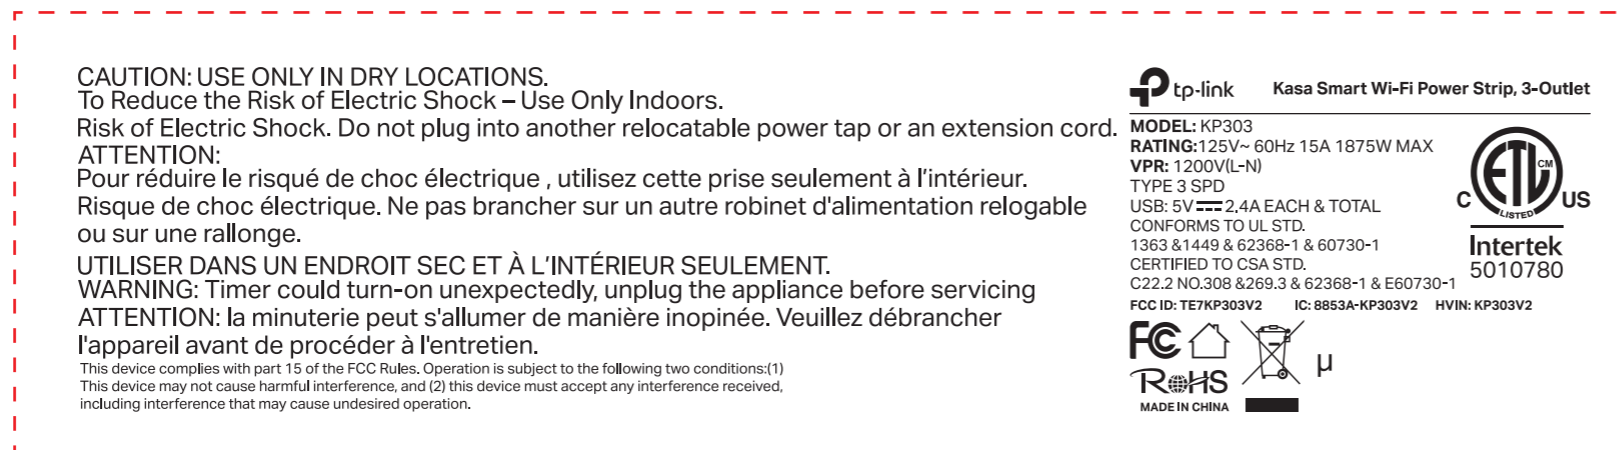 CAUTION: USE ONLY IN DRY LOCATIONS.
To Reduce the Risk of Electric Shock – Use Only Indoors.
Risk of Electric Shock. Do not plug into another relocatable power tap or an extension cord.
ATTENTION:
Pour réduire le risqué de choc électrique , utilisez cette prise seulement à l'intérieur.
Risque de choc électrique. Ne pas brancher sur un autre robinet d'alimentation relogable
ou sur une rallonge.
UTILISER DANS UN ENDROIT SEC ET À L'INTÉRIEUR SEULEMENT.
WARNING: Timer could turn-on unexpectedly, unplug the appliance before servicing
ATTENTION: la minuterie peut s'allumer de manière inopinée. Veuillez débrancher
l'appareil avant de procéder à l'entretien.
This device complies with part 15 of the FCC Rules. Operation is subject to the following two conditions:(1)
This device may not cause harmful interference, and (2) this device must accept any interference received,
including interference that may cause undesired operation.
tp-link Kasa Smart Wi-Fi Power Strip, 3-Outlet
MODEL: KP303
RATING:125V~ 60Hz 15A 1875W MAX
VPR: 1200V(L-N)
TYPE 3 SPD
USB: 5V⎓2.4A EACH & TOTAL
CONFORMS TO UL STD.
1363 &1449 & 62368-1 & 60730-1
CERTIFIED TO CSA STD.
C22.2 NO.308 &269.3 & 62368-1 & E60730-1
ETL CM
LISTED
C US
Intertek
5010780
FCC ID: TE7KP303V2 IC: 8853A-KP303V2 HVIN: KP303V2
FC
RoHS
µ
MADE IN CHINA